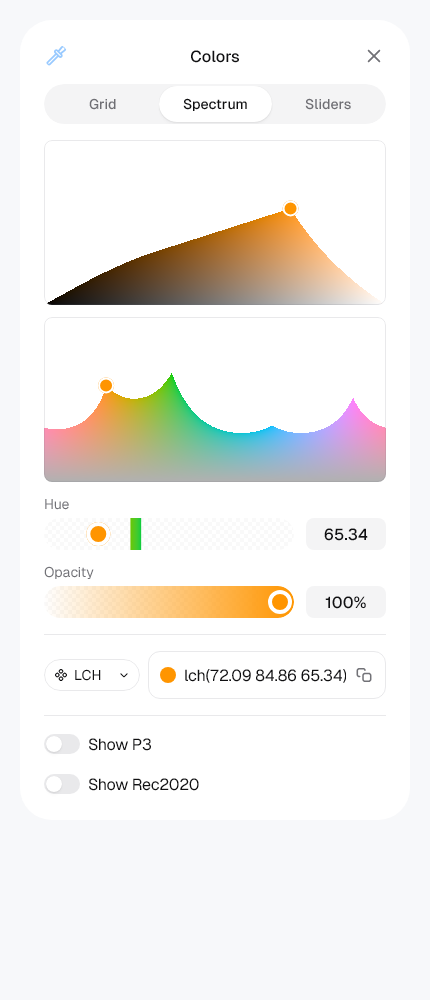 Colors
Grid Spectrum Sliders
Hue
65.34
Opacity
100%
LCH lch(72.09 84.86 65.34)
Show P3
Show Rec2020